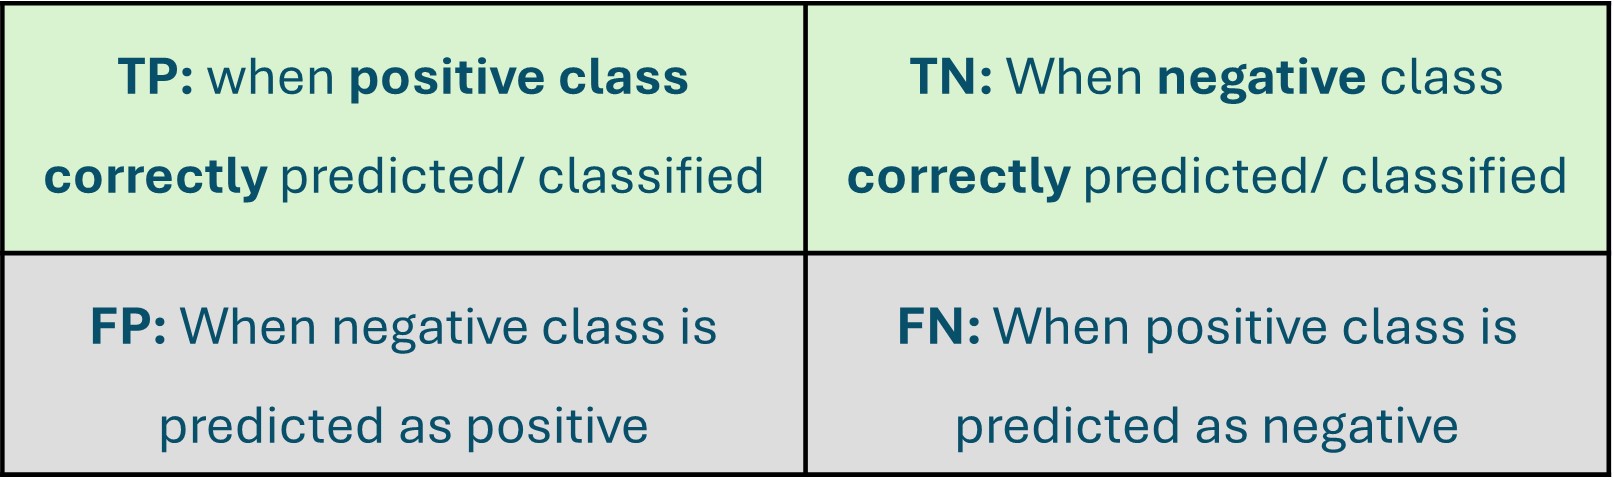 TP: when positive class
correctly predicted/ classified
TN: When negative class
correctly predicted/ classified
FP: When negative class is
predicted as positive
FN: When positive class is
predicted as negative